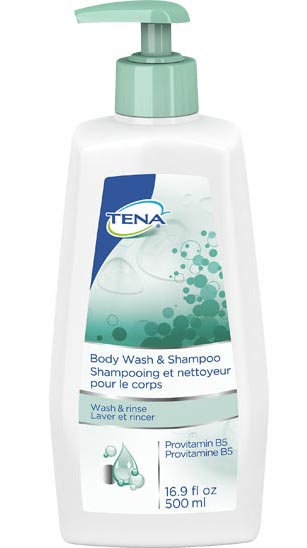 TENA
Body Wash & Shampoo
Shampooing et nettoyeur
pour le corps
Wash & rinse
Laver et rincer
Provitamin B5
Provitamine B5
16.9 fl oz
500 ml